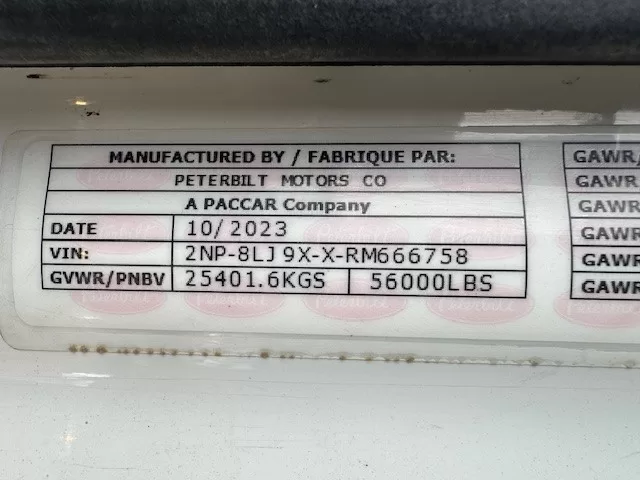 MANUFACTURED BY / FABRIQUE PAR:
PETERBILT MOTORS CO
A PACCAR Company
DATE 10/2023
VIN: 2NP-8LJ9X-X-RM666758
GVWR/PNBV 25401.6KGS 56000LBS
GAWR/
GAWR/
GAWR/
GAWR
GAWR
GAWR